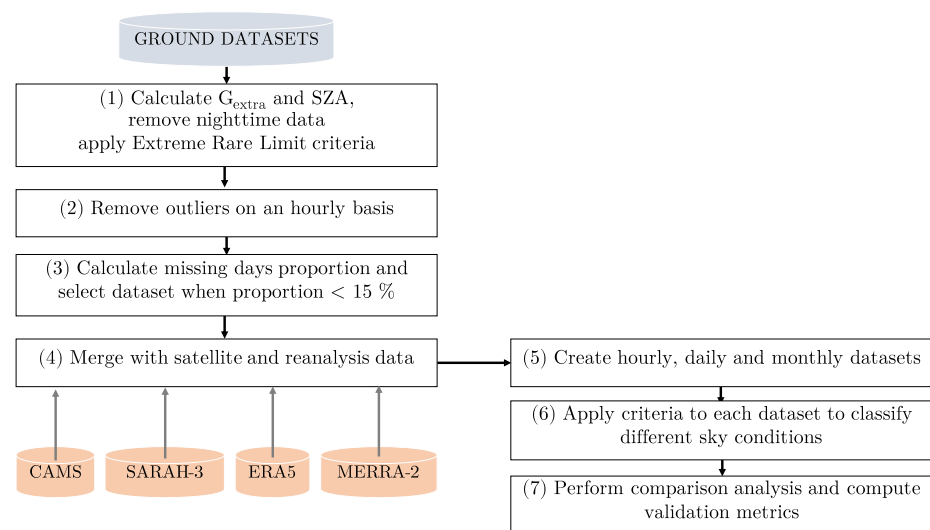 GROUND DATASETS
(1) Calculate G_extra and SZA,
remove nighttime data
apply Extreme Rare Limit criteria
(2) Remove outliers on an hourly basis
(3) Calculate missing days proportion and
select dataset when proportion < 15 %
(4) Merge with satellite and reanalysis data
CAMS
SARAH-3
ERA5
MERRA-2
(5) Create hourly, daily and monthly datasets
(6) Apply criteria to each dataset to classify
different sky conditions
(7) Perform comparison analysis and compute
validation metrics